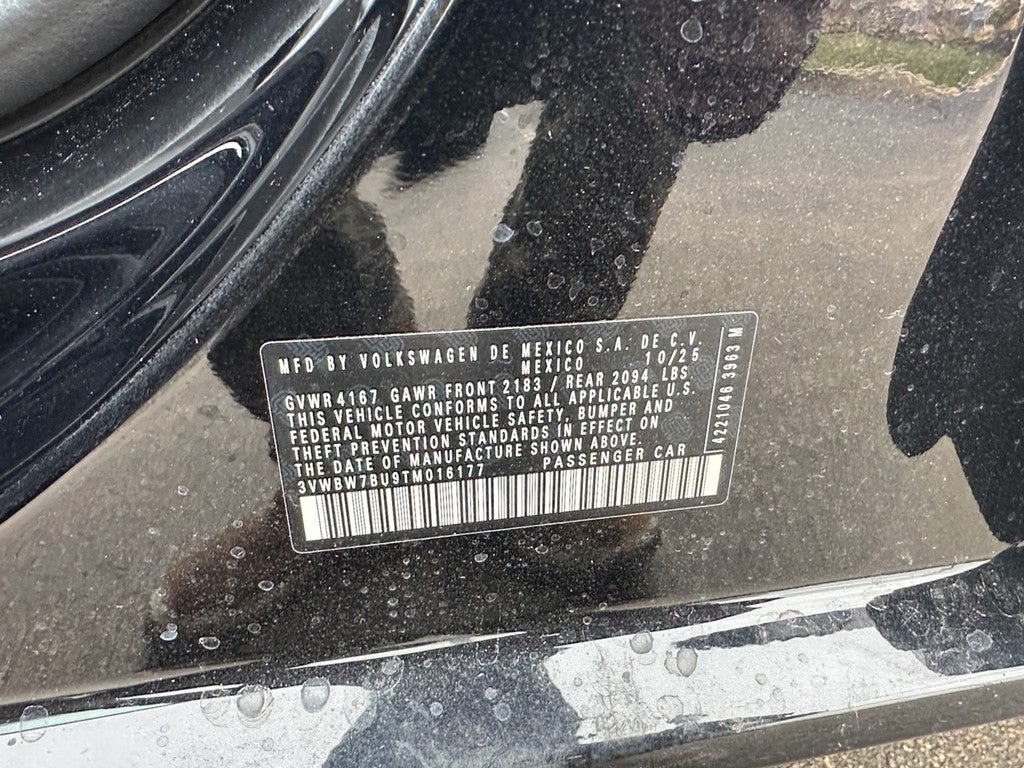 MFD BY VOLKSWAGEN DE MEXICO S.A. DE C.V.
MEXICO 10/25
GVWR 4167 GAWR FRONT 2183 / REAR 2094 LBS
THIS VEHICLE CONFORMS TO ALL APPLICABLE U.S.
FEDERAL MOTOR VEHICLE SAFETY, BUMPER AND
THEFT PREVENTION STANDARDS IN EFFECT ON
THE DATE OF MANUFACTURE SHOWN ABOVE.
3VWBW7BU9TM016177 PASSENGER CAR
4221046 3963 M